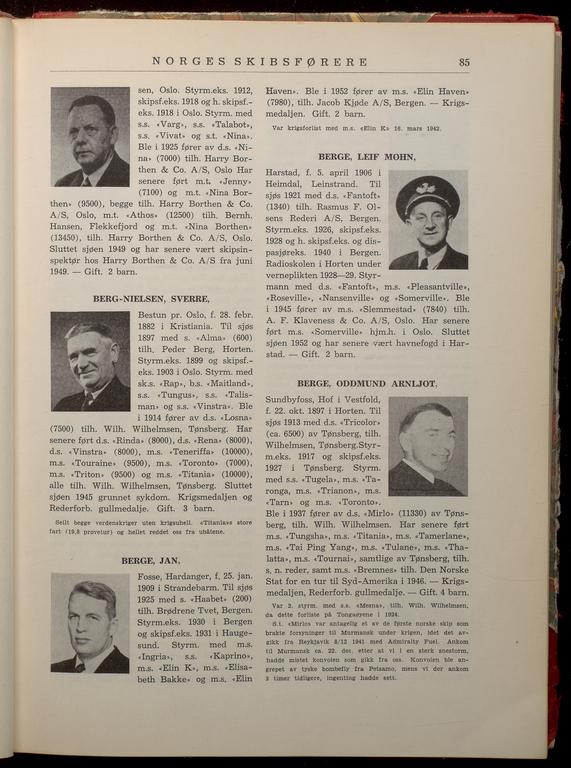 NORGES SKIBSFØRERE 85
sen, Oslo. Styrm.eks. 1912,
skipsf.eks. 1918 og h. skipsf.-
eks. 1918 i Oslo. Styrm. med
s.s. «Varg», s.s. «Talabot»,
s.s. «Vivat» og s.t. «Nina».
Ble i 1925 fører av d.s. «Ni-
na» (7000) tilh. Harry Bor-
then & Co. A/S, Oslo Har
senere ført m.t. «Jenny»
(7100) og m.t. «Nina Bor-
then» (9500), begge tilh. Harry Borthen & Co.
A/S, Oslo, m.t. «Athos» (12500) tilh. Bernh.
Hansen, Flekkefjord og m.t. «Nina Borthen»
(13450), tilh. Harry Borthen & Co. A/S, Oslo.
Sluttet sjøen 1949 og har senere vært skipsin-
spektør hos Harry Borthen & Co. A/S fra juni
1949. — Gift. 2 barn.
BERG-NIELSEN, SVERRE,
Bestun pr. Oslo, f. 28. febr.
1882 i Kristiania. Til sjøs
1897 med s. «Alma» (600)
tilh. Peder Berg, Horten.
Styrm.eks. 1899 og skipsf.-
eks. 1903 i Oslo. Styrm. med
sk.s. «Rap», b.s. «Maitland»,
s.s. «Tungus», s.s. «Talis-
man» og s.s. «Vinstra». Ble
i 1914 fører av d.s. «Losna»
(7500) tilh. Wilh. Wilhelmsen, Tønsberg. Har
senere ført d.s. «Rinda» (8000), d.s. «Rena» (8000),
d.s. «Vinstra» (8000), m.s. «Teneriffa» (10000),
m.s. «Touraine» (9500), m.s. «Toronto» (7000),
m.s. «Triton» (9500) og m.s. «Titania» (10000),
alle tilh. Wilh. Wilhelmsen, Tønsberg. Sluttet
sjøen 1945 grunnet sykdom. Krigsmedaljen og
Rederforb. gullmedalje. Gift. 3 barn.
Seilt begge verdenskriger uten krigsuhell. «Titania»s store
fart (19,8 prøvetur) og hellet reddet oss fra ubåtene.
BERGE, JAN,
Fosse, Hardanger, f. 25. jan.
1909 i Strandebarm. Til sjøs
1925 med s. «Haabet» (200)
tilh. Brødrene Tvet, Bergen.
Styrm.eks. 1930 i Bergen
og skipsf.eks. 1931 i Hauge-
sund. Styrm. med m.s.
«Ingria», s.s. «Kaprino»,
m.s. «Elin K», m.s. «Elisa-
beth Bakke» og m.s. «Elin
Haven». Ble i 1952 fører av m.s. «Elin Haven»
(7980), tilh. Jacob Kjøde A/S, Bergen. — Krigs-
medaljen. Gift. 2 barn.
Var krigsforlist med m.s. «Elin K» 16. mars 1942.
BERGE, LEIF MOHN,
Harstad, f. 5. april 1906 i
Heimdal, Leinstrand. Til
sjøs 1921 med d.s. «Fantoft»
(1340) tilh. Rasmus F. Ol-
sens Rederi A/S, Bergen.
Styrm.eks. 1926, skipsf.eks.
1928 og h. skipsf.eks. og dis-
pasjøreks. 1940 i Bergen.
Radioskolen i Horten under
verneplikten 1928—29. Styr-
mann med d.s. «Fantoft», m.s. «Pleasantville»,
«Roseville», «Nansenville» og «Somerville». Ble
i 1945 fører av m.s. «Slemmestad» (7840) tilh.
A. F. Klaveness & Co. A/S, Oslo. Har senere
ført m.s. «Somerville» hjm.h. i Oslo. Sluttet
sjøen 1952 og har senere vært havnefogd i Har-
stad. — Gift. 2 barn.
BERGE, ODDMUND ARNLJOT,
Sundbyfoss, Hof i Vestfold,
f. 22. okt. 1897 i Horten. Til
sjøs 1913 med d.s. «Tricolor»
(ca. 6500) av Tønsberg, tilh.
Wilhelmsen, Tønsberg.Styr-
m.eks. 1917 og skipsf.eks.
1927 i Tønsberg. Styrm.
med s.s. «Tugela», m.s. «Ta-
ronga, m.s. «Trianon», m.s.
«Tarn» og m.s. «Toronto».
Ble i 1937 fører av d.s. «Mirlo» (11330) av Tøns-
berg, tilh. Wilh. Wilhelmsen. Har senere ført
m.s. «Tungsha», m.s. «Titania», m.s. «Tamerlane»,
m.s. «Tai Ping Yang», m.s. «Tulane», m.s. «Tha-
latta», m.s. «Tournai», samtlige av Tønsberg, tilh.
s. n. reder, samt m.s. «Bremnes» tilh. Den Norske
Stat for en tur til Syd-Amerika i 1946. — Krigs-
medaljen, Rederforb. gullmedalje. — Gift. 4 barn.
Var 2. styrm. med s.s. «Mesna», tilh. Wilh. Wilhelmsen,
da dette forliste på Tongaøyene i 1924.
S.t. «Mirlo» var antagelig et av de første norske skip som
brakte forsyninger til Murmansk under krigen, idet det av-
gikk fra Reykjavik 8/12 1941 med Admiralty Fuel. Ankom
til Murmansk ca. 22. des. etter at vi i en sterk snestorm,
hadde mistet konvoien som gikk fra oss. Konvoien ble an-
grepet av tyske bombefly fra Petsamo, mens vi der ankom
2 timer tidligere, ingenting hadde sett.